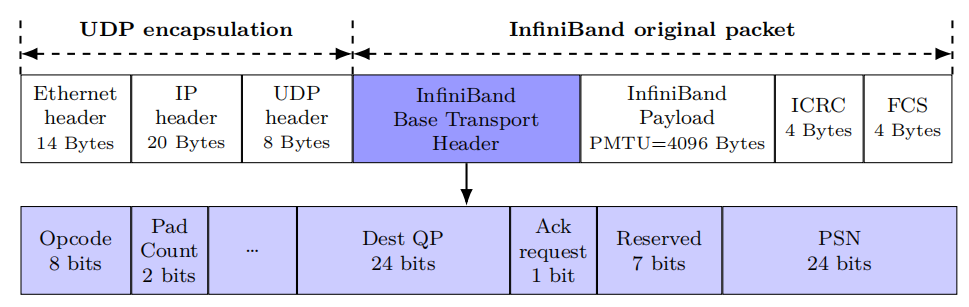 UDP encapsulation
InfiniBand original packet
Ethernet
header
14 Bytes
IP
header
20 Bytes
UDP
header
8 Bytes
InfiniBand
Base Transport
Header
InfiniBand
Payload
PMTU=4096 Bytes
ICRC
4 Bytes
FCS
4 Bytes
Opcode
8 bits
Pad
Count
2 bits
...
Dest QP
24 bits
Ack
request
1 bit
Reserved
7 bits
PSN
24 bits